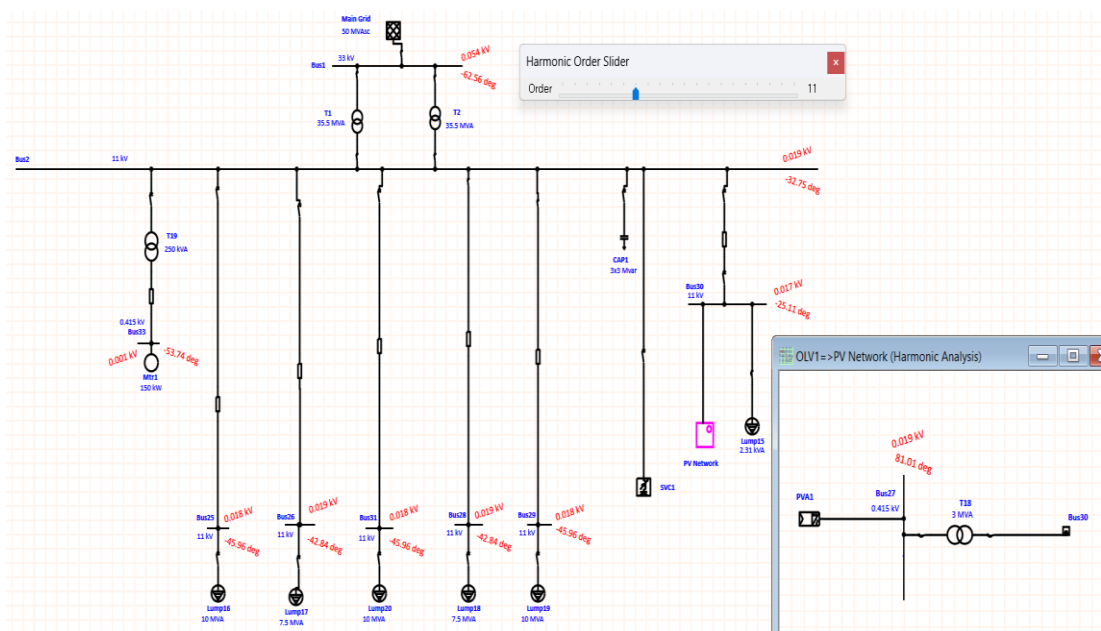 Main Grid
50 MVAsc
Bus1
33 kV
0.054 kV
-62.56 deg
Harmonic Order Slider
x
Order
11
T1
35.5 MVA
T2
35.5 MVA
Bus2
11 kV
0.019 kV
-32.75 deg
T19
250 kVA
0.415 kV
Bus33
0.001 kV
-53.74 deg
Mtr1
150 kW
CAP1
3x3 Mvar
Bus30
11 kV
0.017 kV
-25.11 deg
PV Network
Lump15
2.31 kVA
SVC1
Bus25
0.018 kV
11 kV
-45.96 deg
Lump16
10 MVA
Bus26
0.019 kV
11 kV
-42.84 deg
Lump17
7.5 MVA
Bus31
0.018 kV
11 kV
-45.96 deg
Lump20
10 MVA
Bus28
0.019 kV
11 kV
-42.84 deg
Lump18
7.5 MVA
Bus29
0.018 kV
11 kV
-45.96 deg
Lump19
10 MVA
OLV1=>PV Network (Harmonic Analysis)
0.019 kV
81.01 deg
PVA1
Bus27
0.415 kV
T18
3 MVA
Bus30